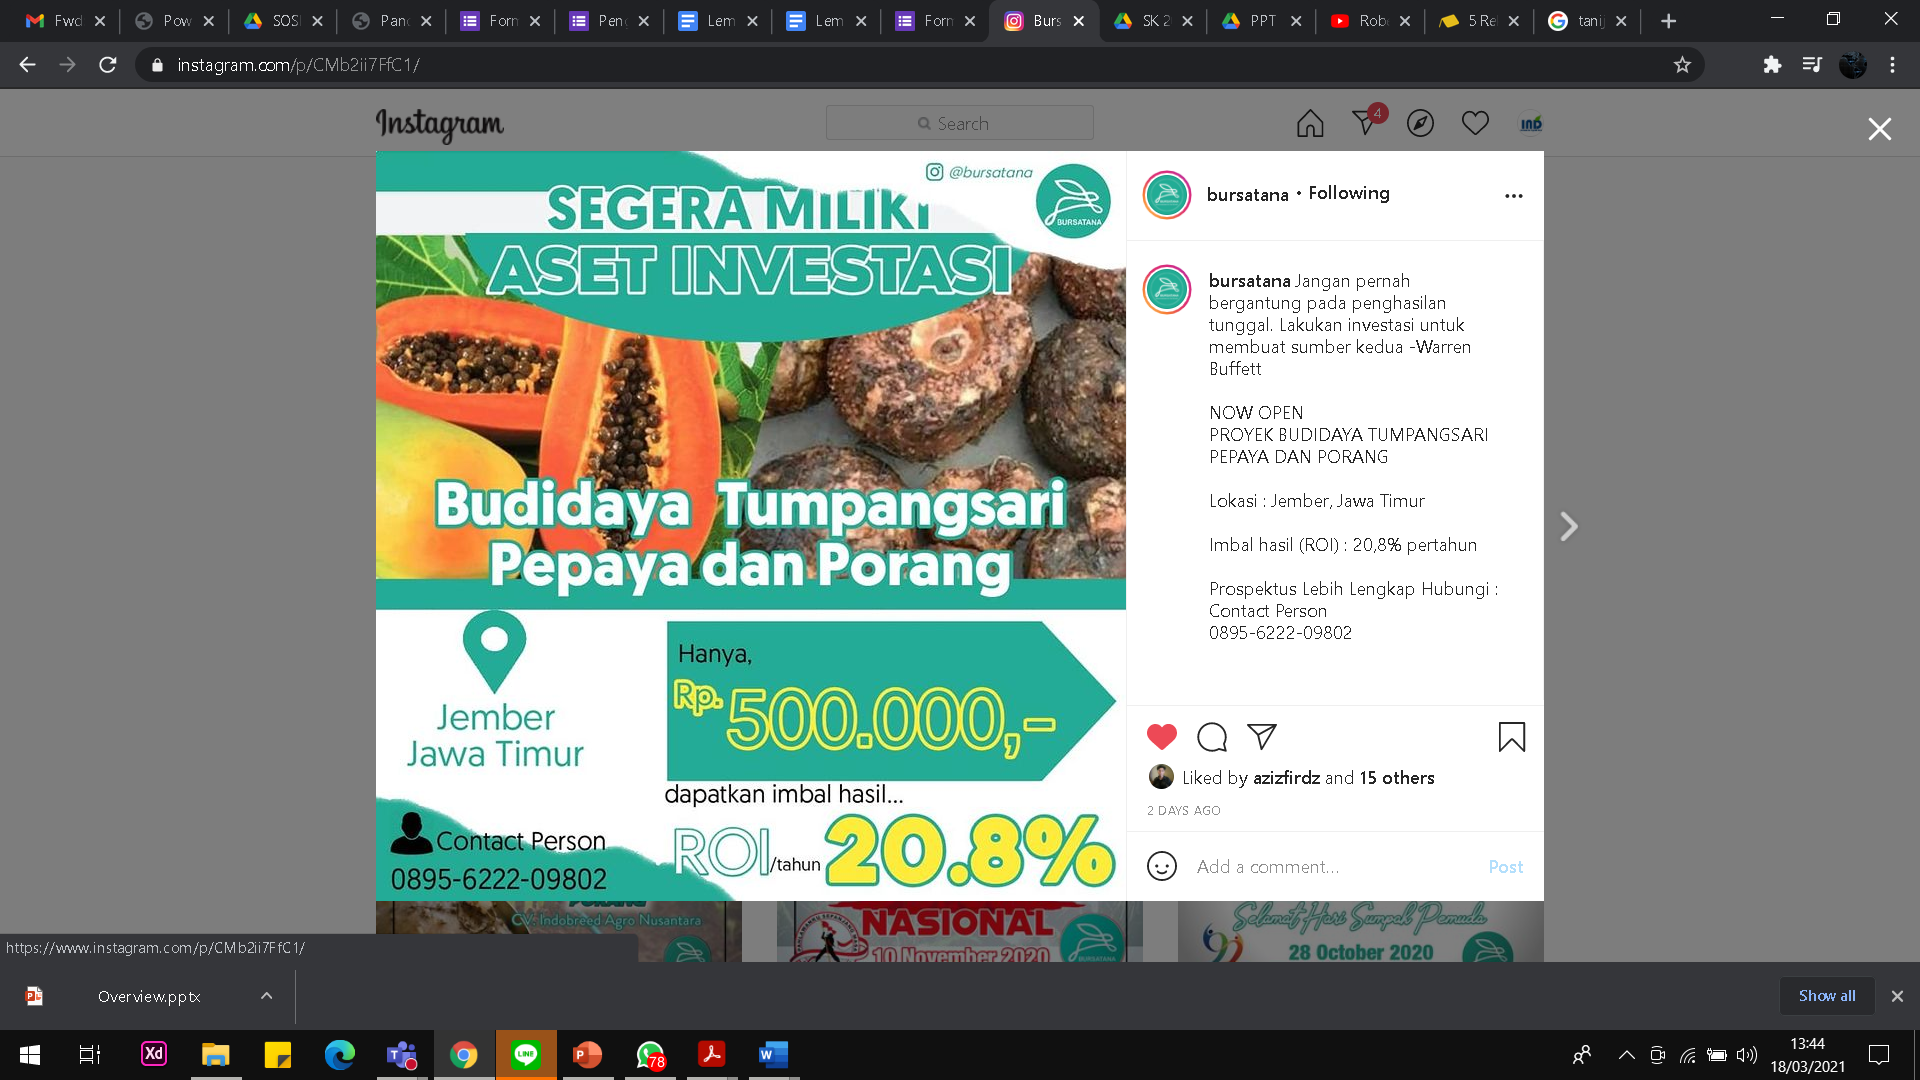 Fwd
Pow
SOS
Pand
Form
Pen
Lem
Lem
Form
Burs
SK 2
PPT
Rob
5 Re
tanij
instagram.com/p/CMb2ii7FfC1/
Instagram
Search
4
IND
@bursatana
BURSATANA
SEGERA MILIKI
ASET INVESTASI
Budidaya Tumpangsari
Pepaya dan Porang
Jember
Jawa Timur
Hanya,
Rp. 500.000,-
dapatkan imbal hasil...
ROI/tahun 20.8%
Contact Person
0895-6222-09802
bursatana • Following
bursatana Jangan pernah
bergantung pada penghasilan
tunggal. Lakukan investasi untuk
membuat sumber kedua -Warren
Buffett
NOW OPEN
PROYEK BUDIDAYA TUMPANGSARI
PEPAYA DAN PORANG
Lokasi : Jember, Jawa Timur
Imbal hasil (ROI) : 20,8% pertahun
Prospektus Lebih Lengkap Hubungi :
Contact Person
0895-6222-09802
Liked by azizfirdz and 15 others
2 DAYS AGO
Add a comment...
Post
PORANG
CV. Indobreed Agro Nusantara
NASIONAL
10 November 2020
BURSATANA
Selamat Hari Sumpah Pemuda
28 October 2020
https://www.instagram.com/p/CMb2ii7FfC1/
Overview.pptx
Show all
Xd
LINE
78
13:44
18/03/2021